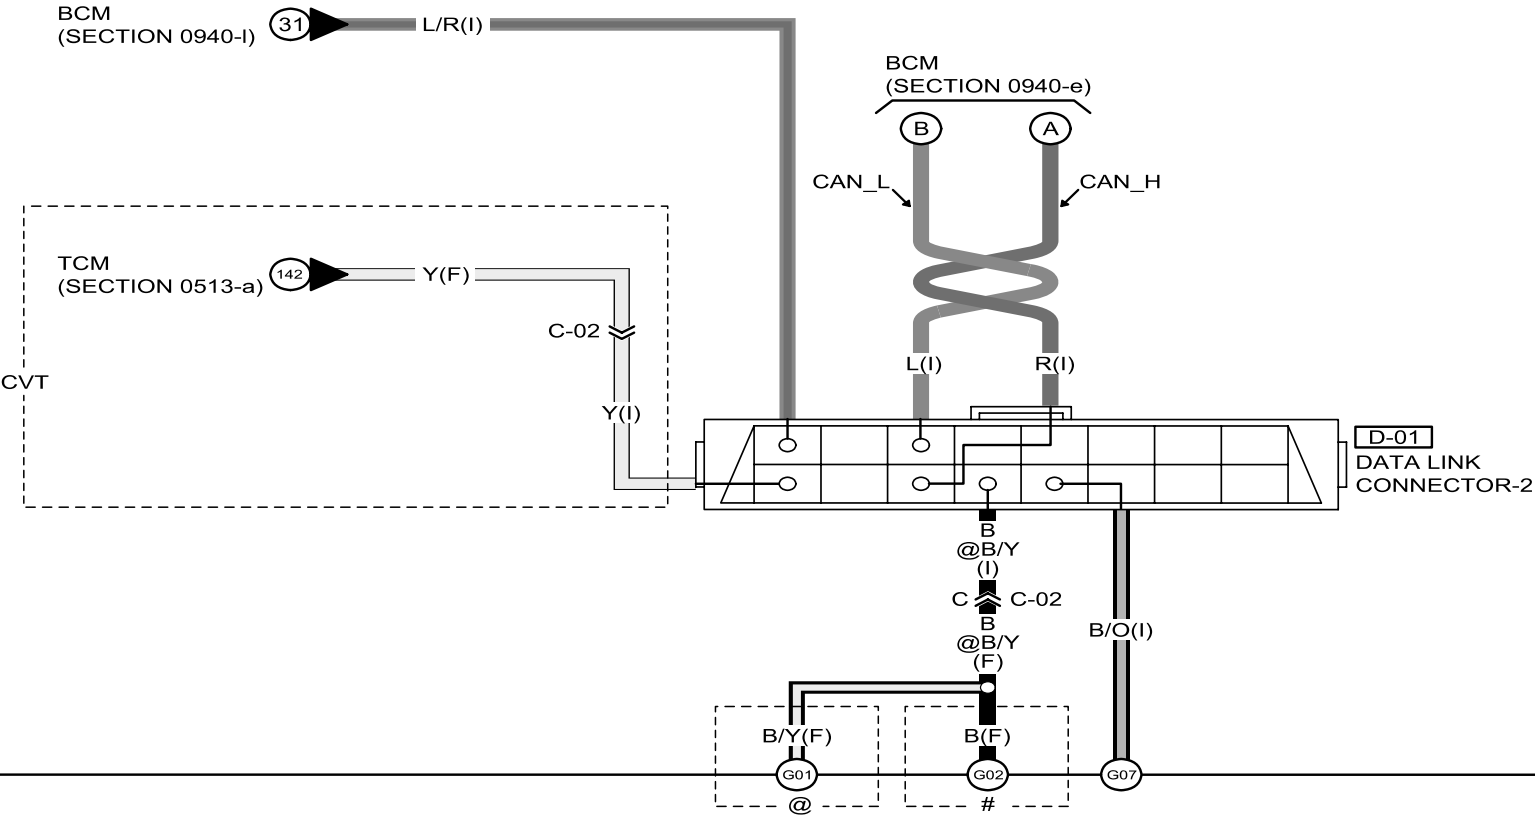 BCM
(SECTION 0940-I)
31
L/R(I)
BCM
(SECTION 0940-e)
B
A
CAN_L
CAN_H
TCM
(SECTION 0513-a)
142
Y(F)
C-02
CVT
L(I)
R(I)
Y(I)
D-01
DATA LINK
CONNECTOR-2
B
@B/Y
(I)
C
C-02
B
@B/Y
(F)
B/O(I)
B/Y(F)
B(F)
G01
G02
G07
@
#